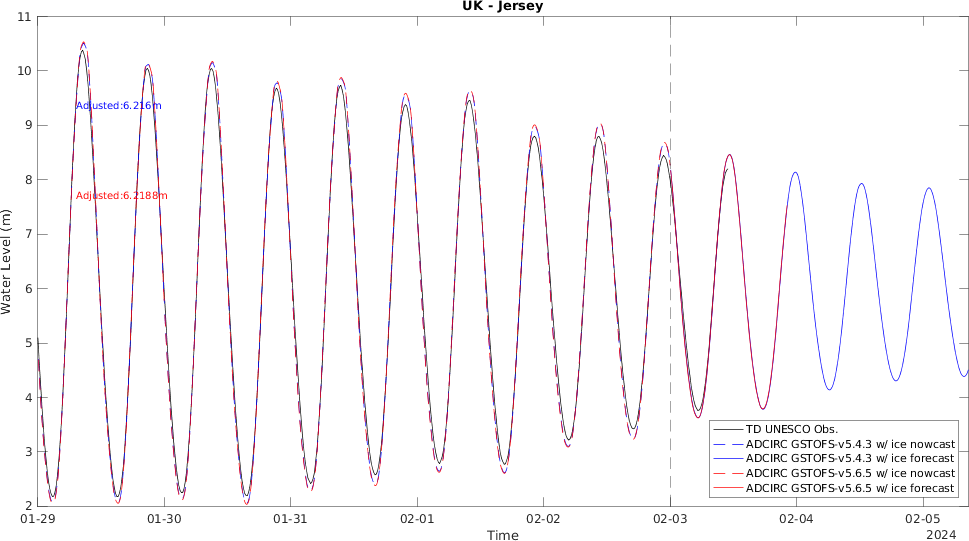 UK - Jersey
11
10
9
8
7
6
5
4
3
2
Water Level (m)
Adjusted:6.216m
Adjusted:6.2188m
TD UNESCO Obs.
ADCIRC GSTOFS-v5.4.3 w/ ice nowcast
ADCIRC GSTOFS-v5.4.3 w/ ice forecast
ADCIRC GSTOFS-v5.6.5 w/ ice nowcast
ADCIRC GSTOFS-v5.6.5 w/ ice forecast
01-29 01-30 01-31 02-01 02-02 02-03 02-04 02-05
Time
2024